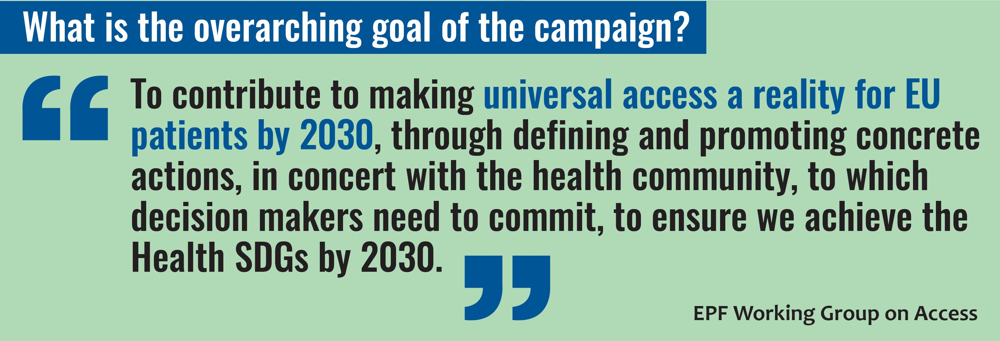 What is the overarching goal of the campaign?
“ To contribute to making universal access a reality for EU
patients by 2030, through defining and promoting concrete
actions, in concert with the health community, to which
decision makers need to commit, to ensure we achieve the
Health SDGs by 2030. ”
EPF Working Group on Access